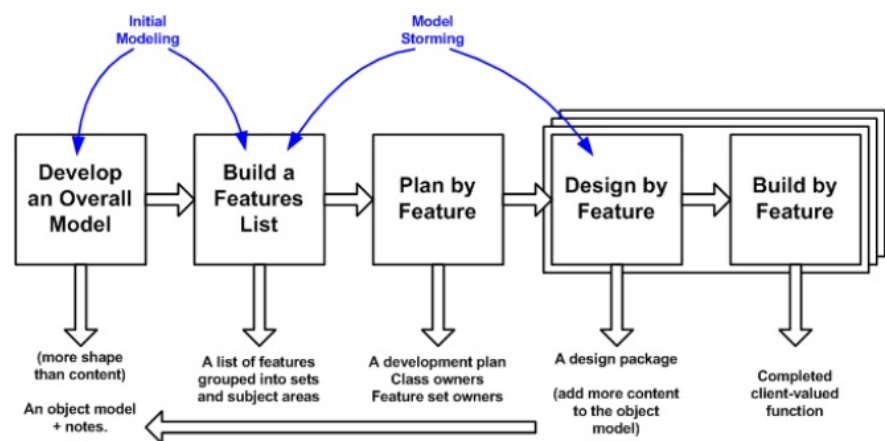 Initial
Modeling
Model
Storming
Develop
an Overall
Model
Build a
Features
List
Plan by
Feature
Design by
Feature
Build by
Feature
(more shape
than content)
An object model
+ notes.
A list of features
grouped into sets
and subject areas
A development plan
Class owners
Feature set owners
A design package
(add more content
to the object
model)
Completed
client-valued
function